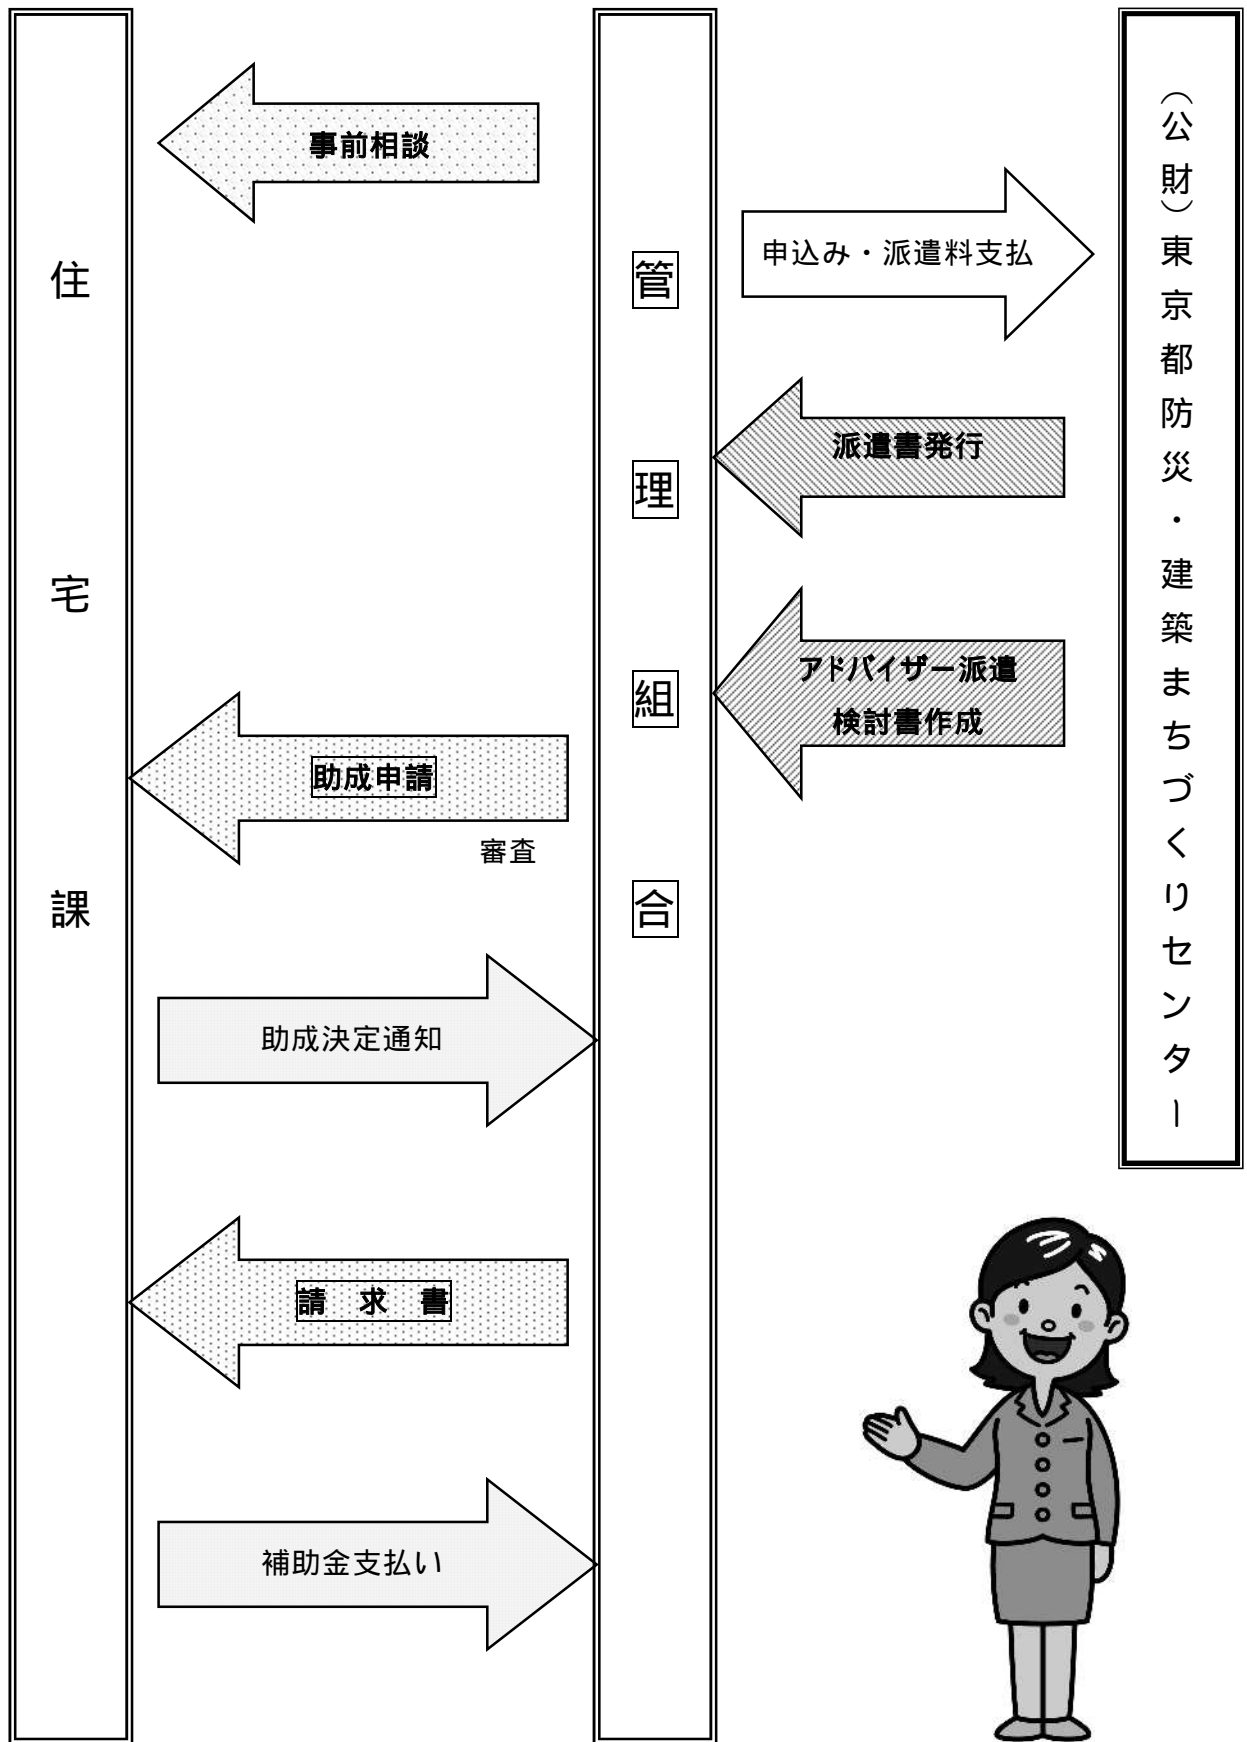 住宅課
管理組合
（公財）東京都防災・建築まちづくりセンター
事前相談
申込み・派遣料支払
派遣書発行
アドバイザー派遣
検討書作成
助成申請
審査
助成決定通知
請　求　書
補助金支払い